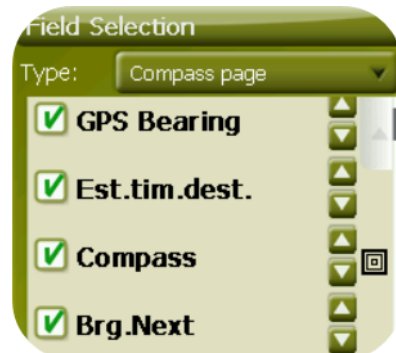 Field Selection
Type: Compass page
GPS Bearing
Est.tim.dest.
Compass
Brg.Next